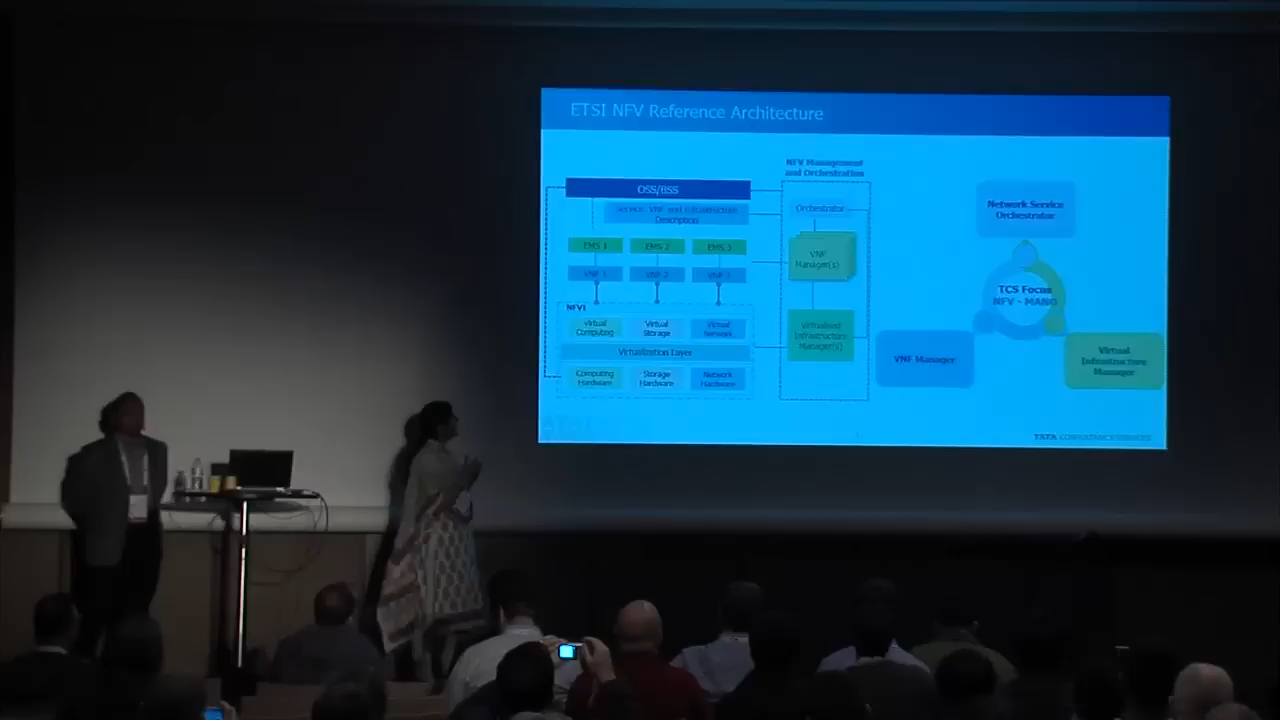 ETSI NFV Reference Architecture
NFV Management
and Orchestration
OSS/BSS
Service, VNF and Infrastructure
Description
Orchestrator
EMS 1
EMS 2
EMS 3
VNF
Manager(s)
VNF 1
VNF 2
VNF 3
NFVI
Virtual
Computing
Virtual
Storage
Virtual
Network
Virtualised
Infrastructure
Manager(s)
Virtualization Layer
Computing
Hardware
Storage
Hardware
Network
Hardware
Network Service
Orchestrator
TCS Focus
NFV - MANO
VNF Manager
Virtual
Infrastructure
Manager
TATA CONSULTANCY SERVICES